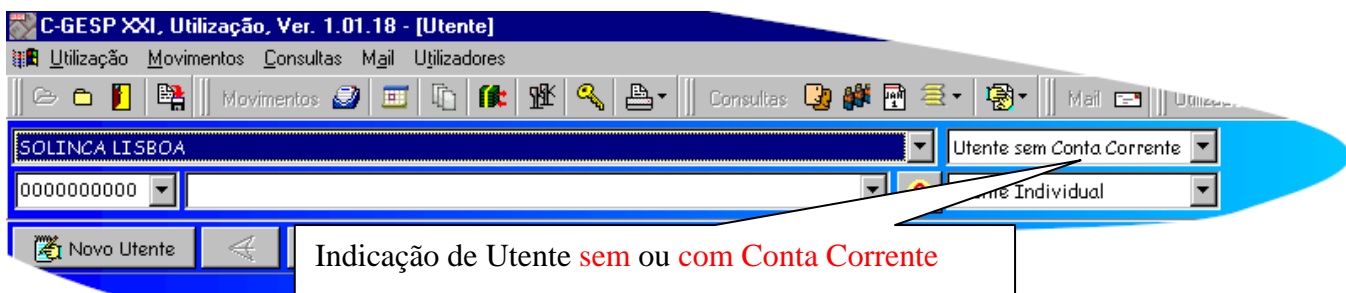 C-GESP XXI, Utilização, Ver. 1.01.18 - [Utente]
Utilização Movimentos Consultas Mail Utilizadores
Movimentos Consultas Mail
SOLINCA LISBOA Utente sem Conta Corrente
0000000000 Individual
Novo Utente
Indicação de Utente sem ou com Conta Corrente